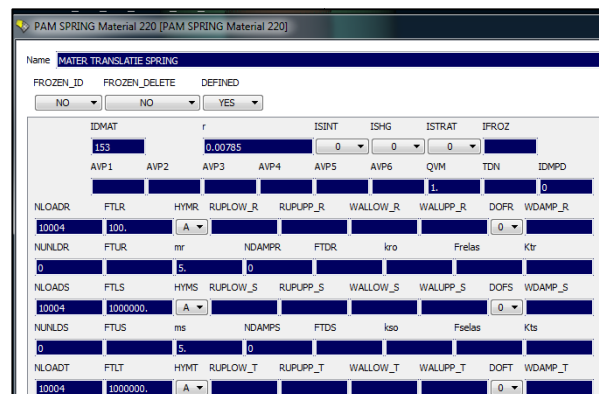 PAM SPRING Material 220 [PAM SPRING Material 220]
Name MATER TRANSLATIE SPRING
FROZEN_ID FROZEN_DELETE DEFINED
NO NO YES
IDMAT r ISINT ISHG ISTRAT IFROZ
153 0.00785 0 0 0
AVP1 AVP2 AVP3 AVP4 AVP5 AVP6 QVM TDN IDMPD
1. 0
NLOADR FTLR HYMR RUPLOW_R RUPUPP_R WALLOW_R WALUPP_R DOFR WDAMP_R
10004 100. A 0
NUNLDR FTUR mr NDAMPR FTDR kro Frelas Ktr
0 5. 0
NLOADS FTLS HYMS RUPLOW_S RUPUPP_S WALLOW_S WALUPP_S DOFS WDAMP_S
10004 1000000. A 0
NUNLDS FTUS ms NDAMPS FTDS kso Fselas Kts
0 5. 0
NLOADT FTLT HYMT RUPLOW_T RUPUPP_T WALLOW_T WALUPP_T DOFT WDAMP_T
10004 1000000. A 0